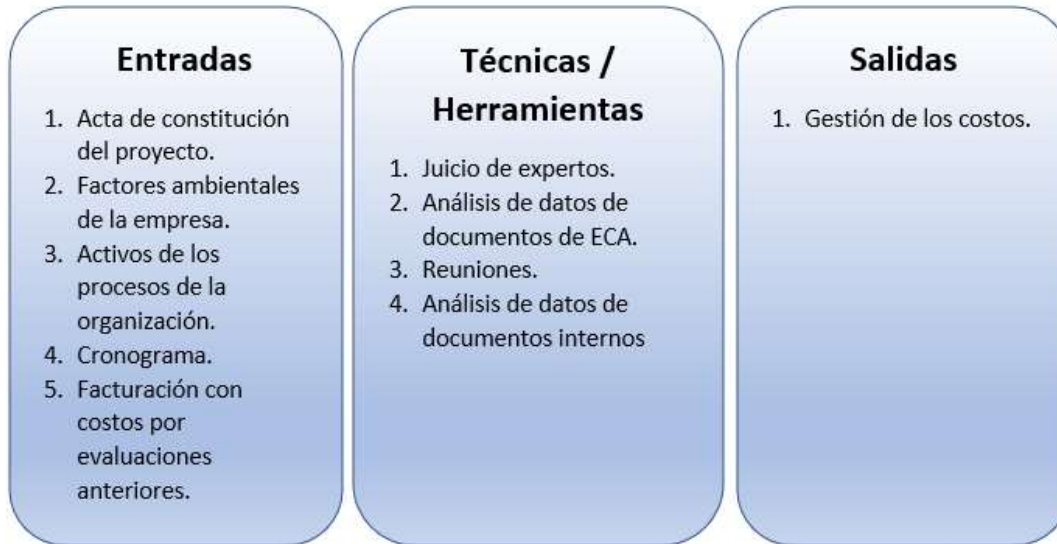 Entradas
1. Acta de constitución
del proyecto.
2. Factores ambientales
de la empresa.
3. Activos de los
procesos de la
organización.
4. Cronograma.
5. Facturación con
costos por
evaluaciones
anteriores.
Técnicas /
Herramientas
1. Juicio de expertos.
2. Análisis de datos de
documentos de ECA.
3. Reuniones.
4. Análisis de datos de
documentos internos
Salidas
1. Gestión de los costos.